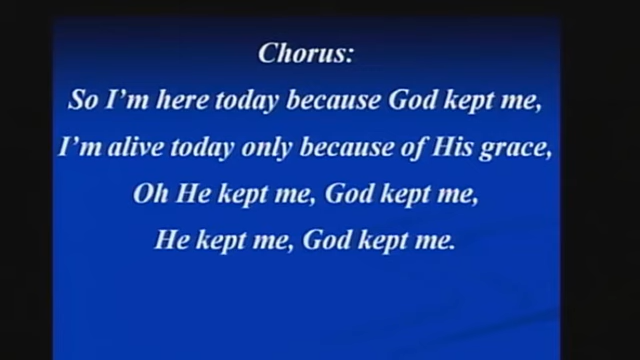 Chorus:
So I'm here today because God kept me,
I'm alive today only because of His grace,
Oh He kept me, God kept me,
He kept me, God kept me.